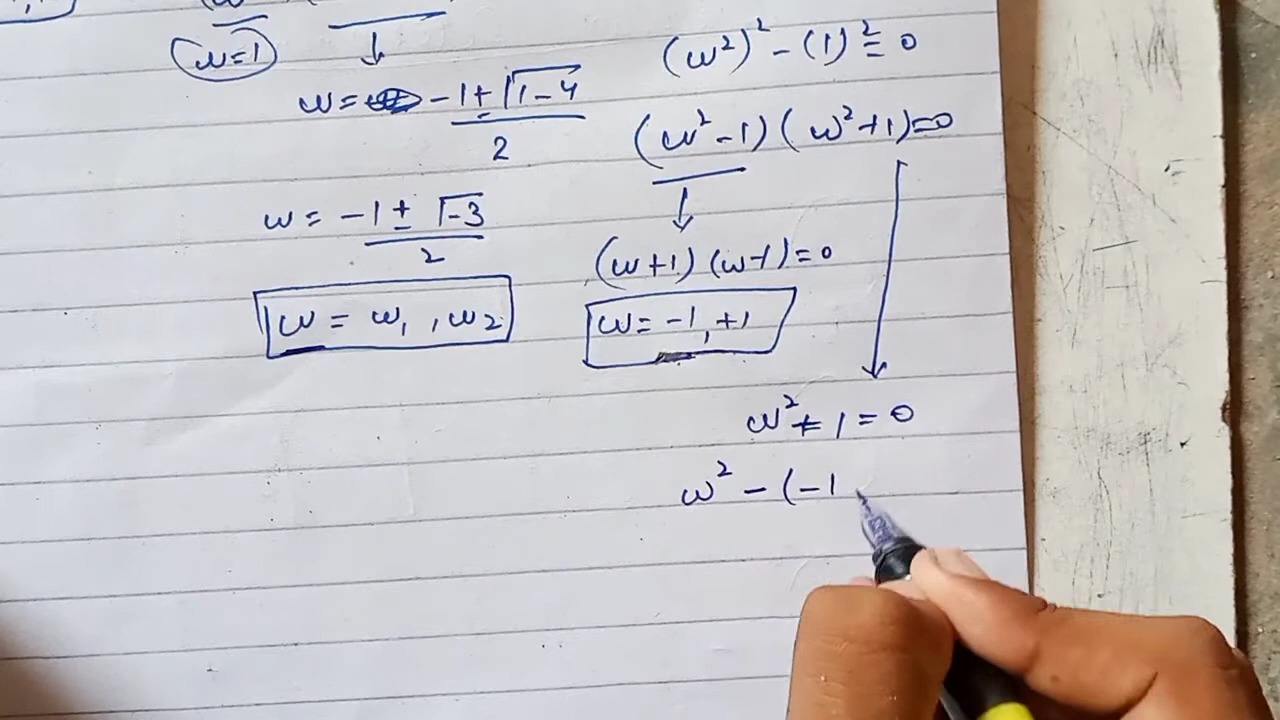 ω=1
ω = -1 ± √1-4 / 2
ω = -1 ± √-3 / 2
ω = ω₁ , ω₂
(ω²)² - (1)² = 0
(ω² - 1) (ω² + 1) = 0
(ω+1) (ω-1) = 0
ω = -1, +1
ω² + 1 = 0
ω² - (-1